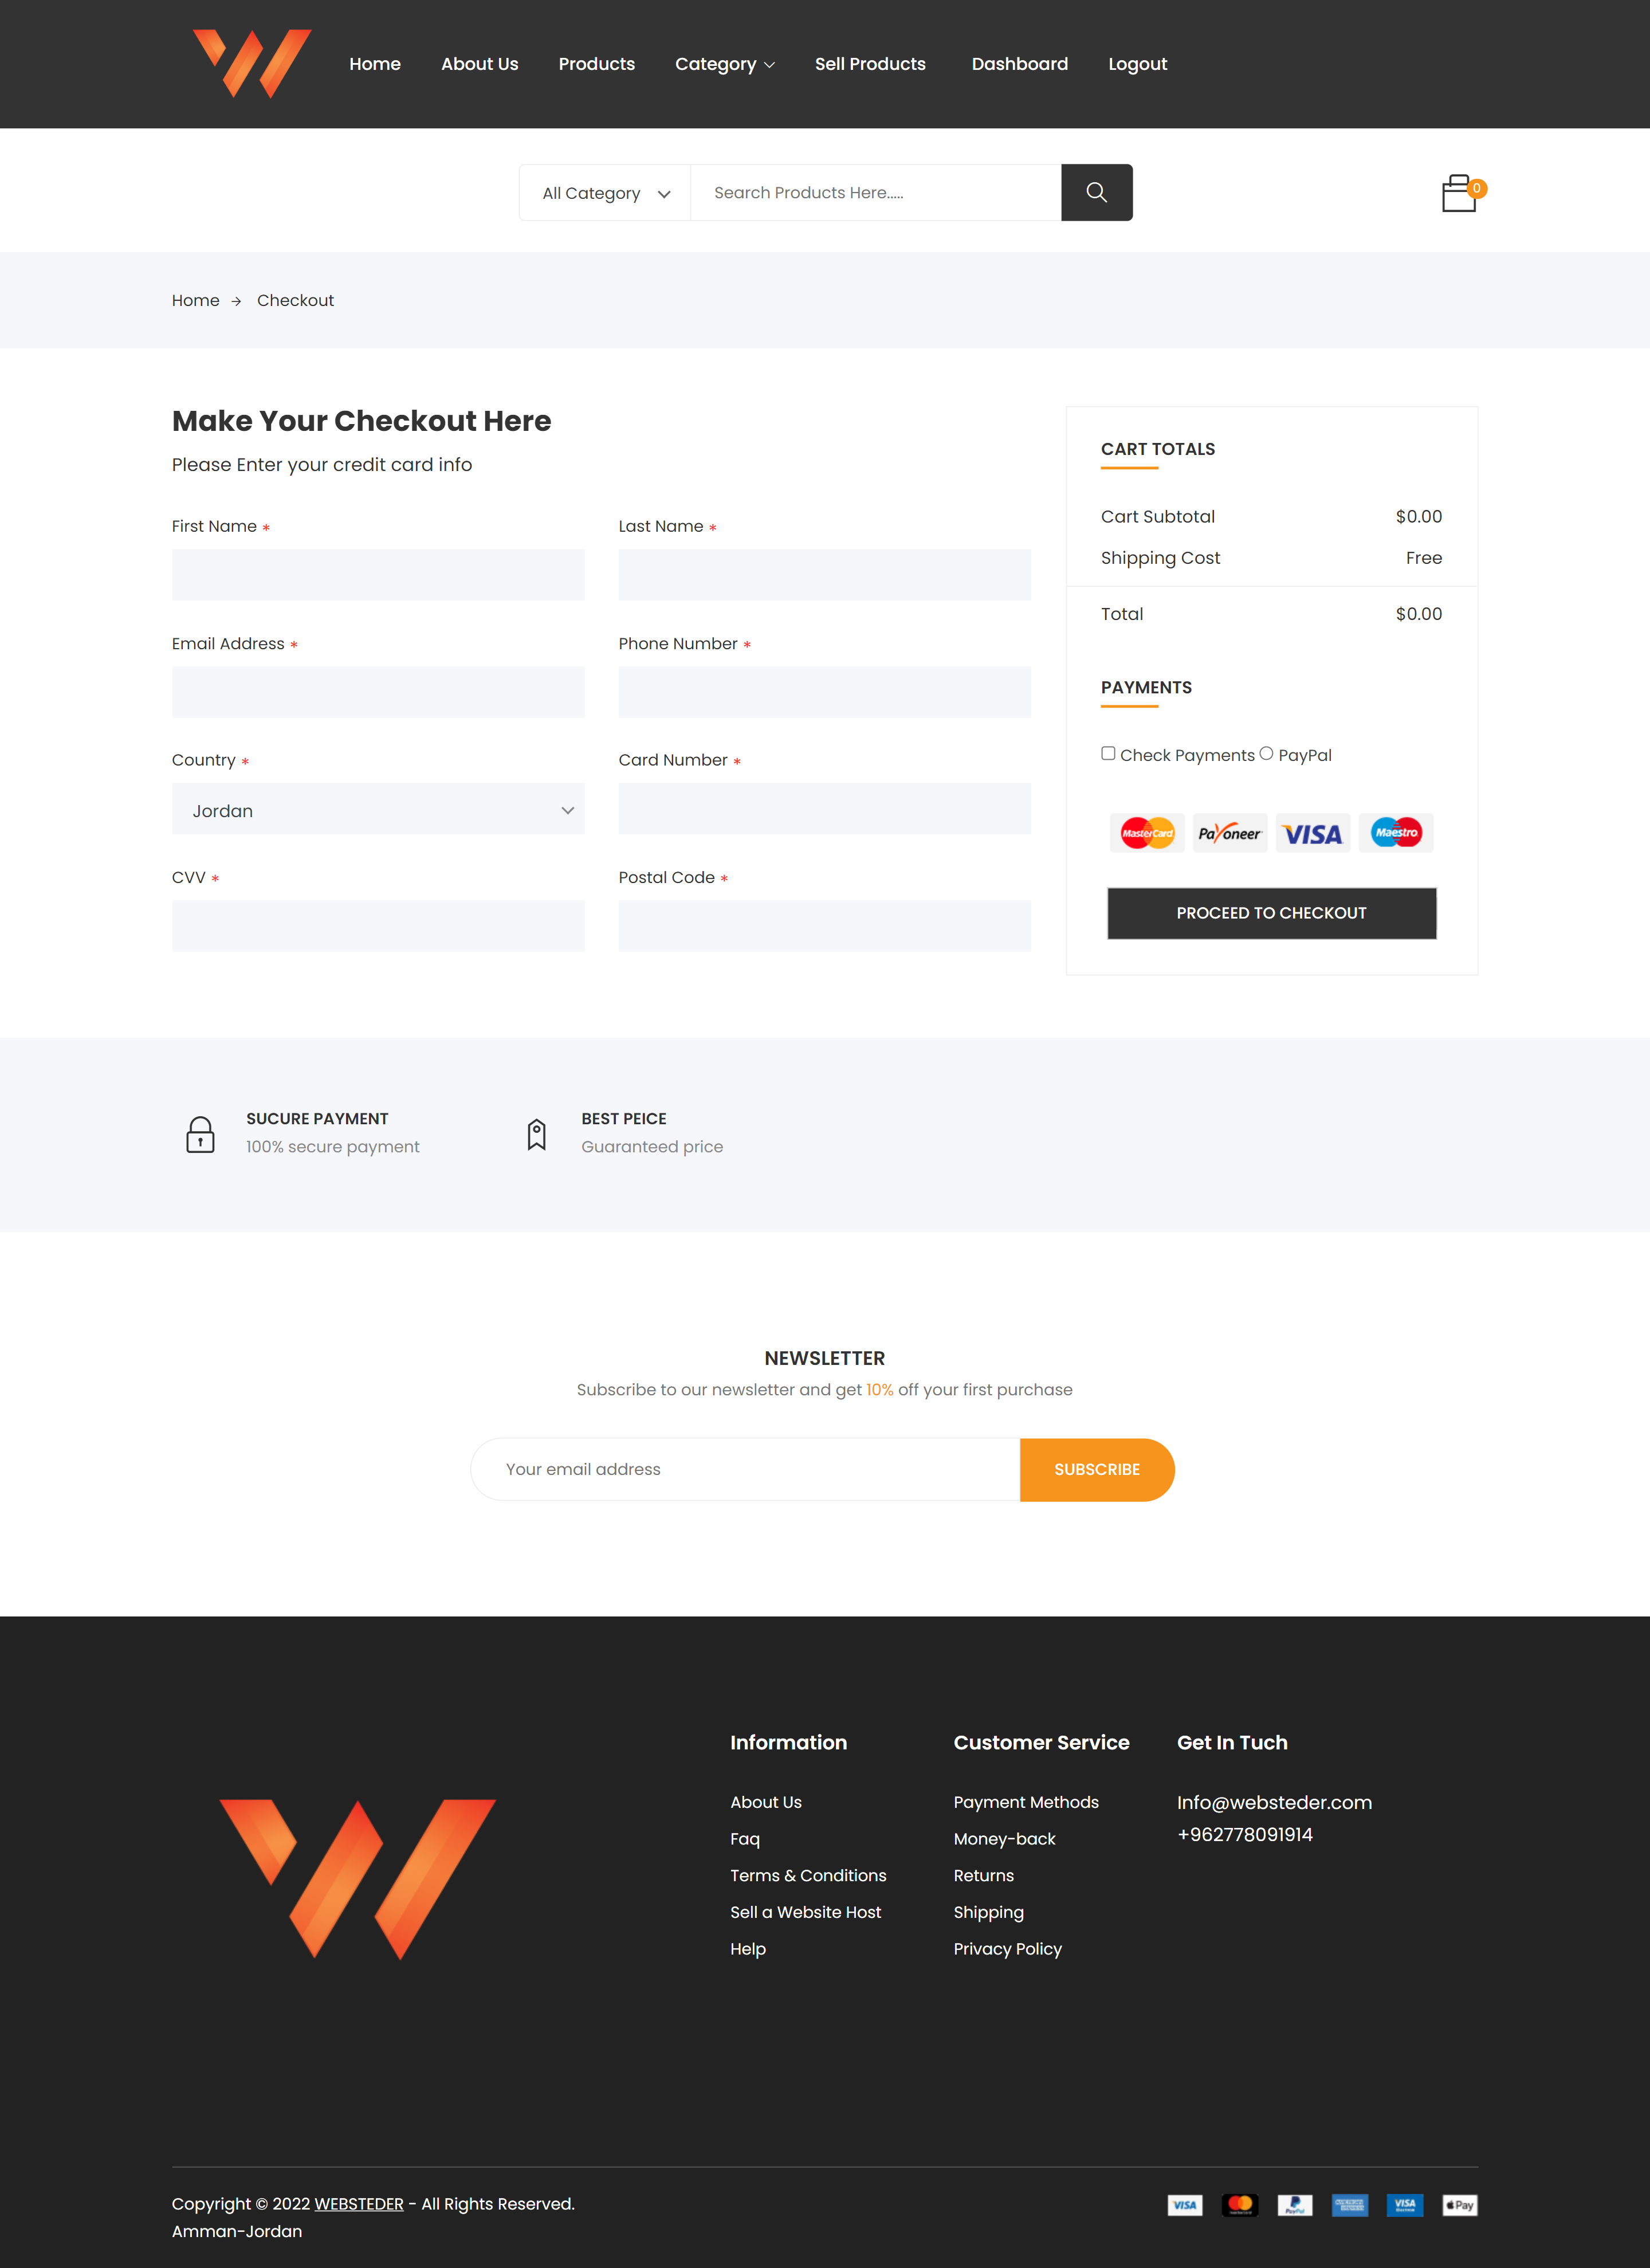 Home About Us Products Category Sell Products Dashboard Logout
All Category Search Products Here.....
0
Home → Checkout
Make Your Checkout Here
Please Enter your credit card info
First Name * Last Name *
Email Address * Phone Number *
Country * Card Number *
Jordan
CVV * Postal Code *
CART TOTALS
Cart Subtotal $0.00
Shipping Cost Free
Total $0.00
PAYMENTS
Check Payments PayPal
MasterCard Payoneer VISA Maestro
PROCEED TO CHECKOUT
SUCURE PAYMENT
100% secure payment
BEST PEICE
Guaranteed price
NEWSLETTER
Subscribe to our newsletter and get 10% off your first purchase
Your email address SUBSCRIBE
Information
About Us
Faq
Terms & Conditions
Sell a Website Host
Help
Customer Service
Payment Methods
Money-back
Returns
Shipping
Privacy Policy
Get In Tuch
Info@websteder.com
+962778091914
Copyright © 2022 WEBSTEDER - All Rights Reserved.
Amman-Jordan
VISA PayPal VISA Pay